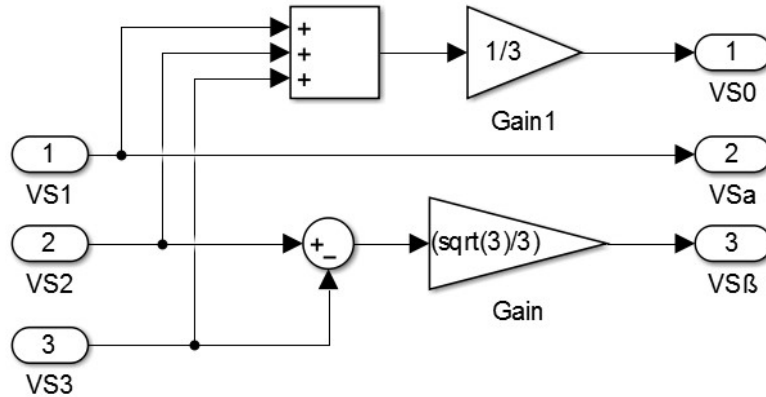 +
+
+
1/3
1
VS0
Gain1
1
VS1
2
VSa
2
VS2
+
−
(sqrt(3)/3)
3
VSß
Gain
3
VS3